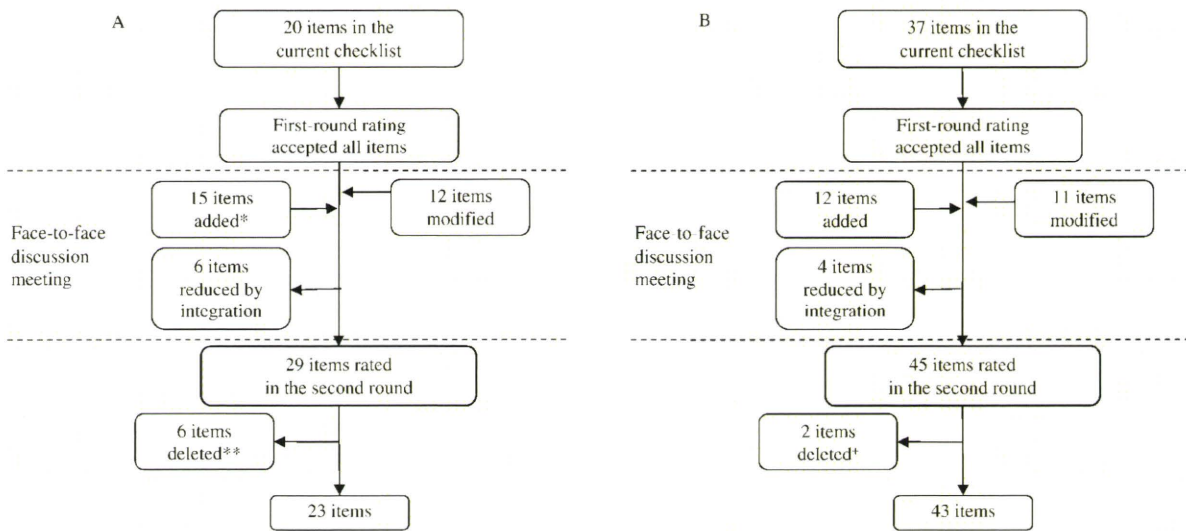 A
20 items in the
current checklist
First-round rating
accepted all items
15 items
added*
12 items
modified
Face-to-face
discussion
meeting
6 items
reduced by
integration
29 items rated
in the second round
6 items
deleted**
23 items
B
37 items in the
current checklist
First-round rating
accepted all items
12 items
added
11 items
modified
Face-to-face
discussion
meeting
4 items
reduced by
integration
45 items rated
in the second round
2 items
deleted⁺
43 items